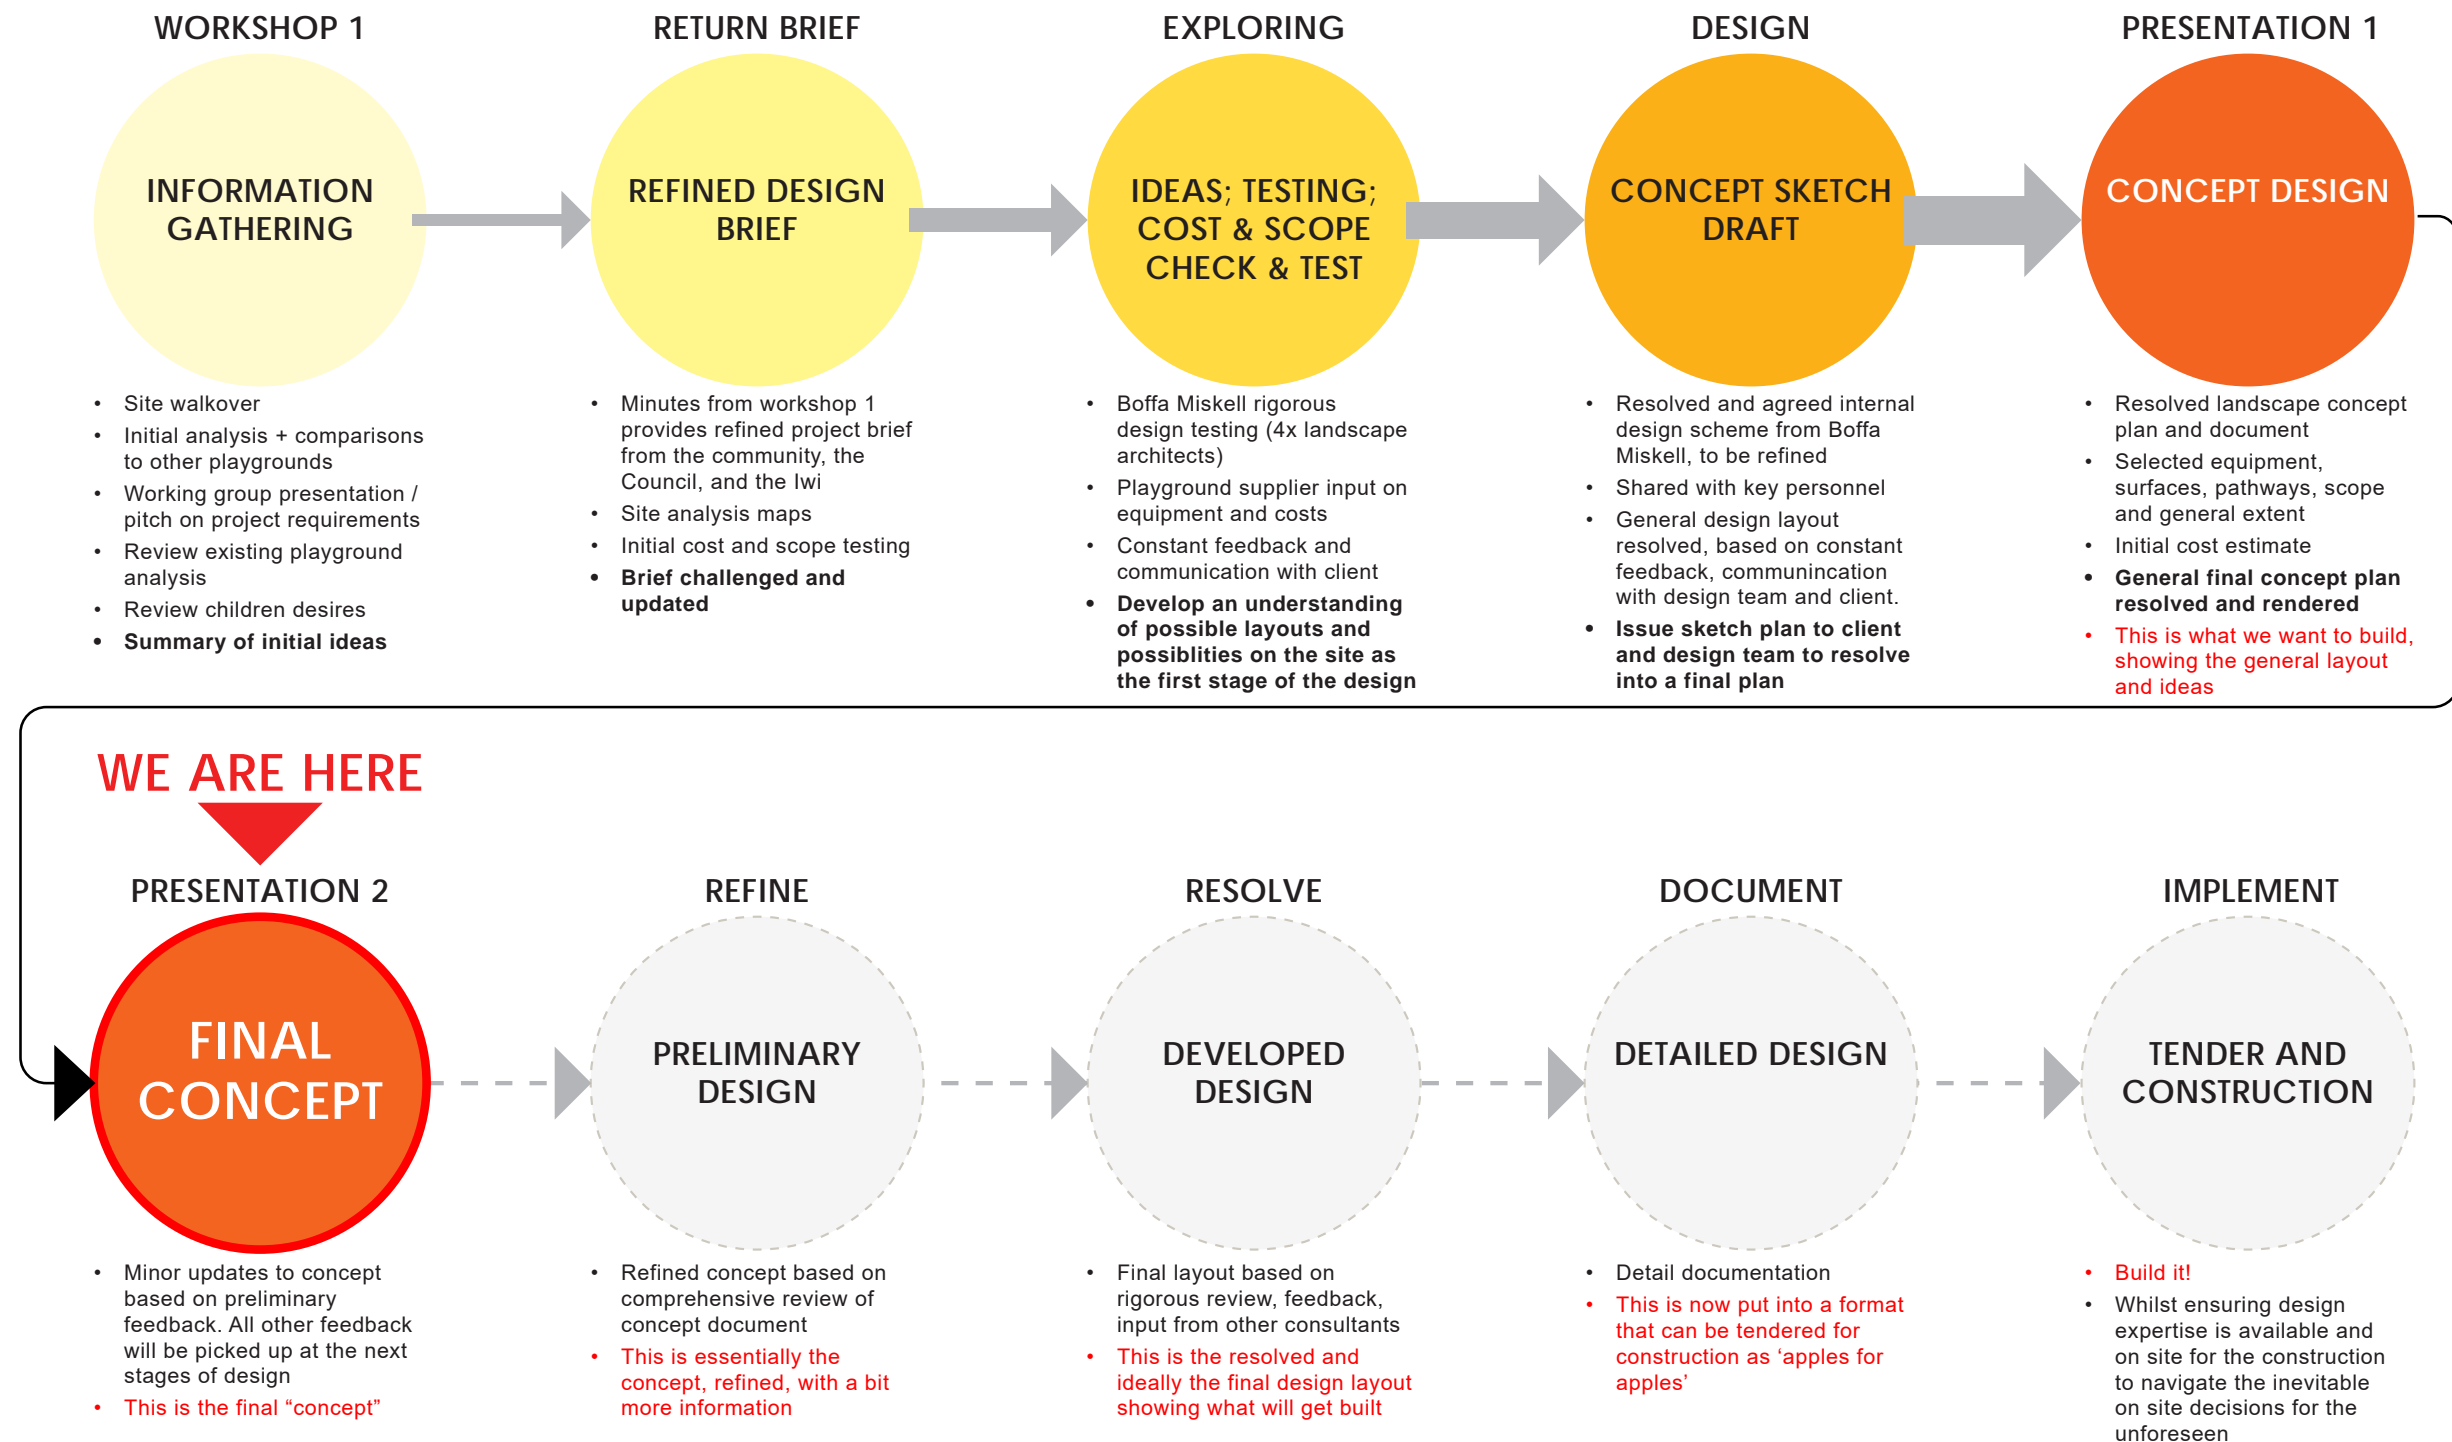 WORKSHOP 1
INFORMATION
GATHERING
• Site walkover
• Initial analysis + comparisons
to other playgrounds
• Working group presentation /
pitch on project requirements
• Review existing playground
analysis
• Review children desires
• Summary of initial ideas
RETURN BRIEF
REFINED DESIGN
BRIEF
• Minutes from workshop 1
provides refined project brief
from the community, the
Council, and the Iwi
• Site analysis maps
• Initial cost and scope testing
• Brief challenged and
updated
EXPLORING
IDEAS; TESTING;
COST & SCOPE
CHECK & TEST
• Boffa Miskell rigorous
design testing (4x landscape
architects)
• Playground supplier input on
equipment and costs
• Constant feedback and
communication with client
• Develop an understanding
of possible layouts and
possiblities on the site as
the first stage of the design
DESIGN
CONCEPT SKETCH
DRAFT
• Resolved and agreed internal
design scheme from Boffa
Miskell, to be refined
• Shared with key personnel
• General design layout
resolved, based on constant
feedback, communincation
with design team and client.
• Issue sketch plan to client
and design team to resolve
into a final plan
PRESENTATION 1
CONCEPT DESIGN
• Resolved landscape concept
plan and document
• Selected equipment,
surfaces, pathways, scope
and general extent
• Initial cost estimate
• General final concept plan
resolved and rendered
• This is what we want to build,
showing the general layout
and ideas
WE ARE HERE
PRESENTATION 2
FINAL
CONCEPT
• Minor updates to concept
based on preliminary
feedback. All other feedback
will be picked up at the next
stages of design
• This is the final “concept”
REFINE
PRELIMINARY
DESIGN
• Refined concept based on
comprehensive review of
concept document
• This is essentially the
concept, refined, with a bit
more information
RESOLVE
DEVELOPED
DESIGN
• Final layout based on
rigorous review, feedback,
input from other consultants
• This is the resolved and
ideally the final design layout
showing what will get built
DOCUMENT
DETAILED DESIGN
• Detail documentation
• This is now put into a format
that can be tendered for
construction as ‘apples for
apples’
IMPLEMENT
TENDER AND
CONSTRUCTION
• Build it!
• Whilst ensuring design
expertise is available and
on site for the construction
to navigate the inevitable
on site decisions for the
unforeseen